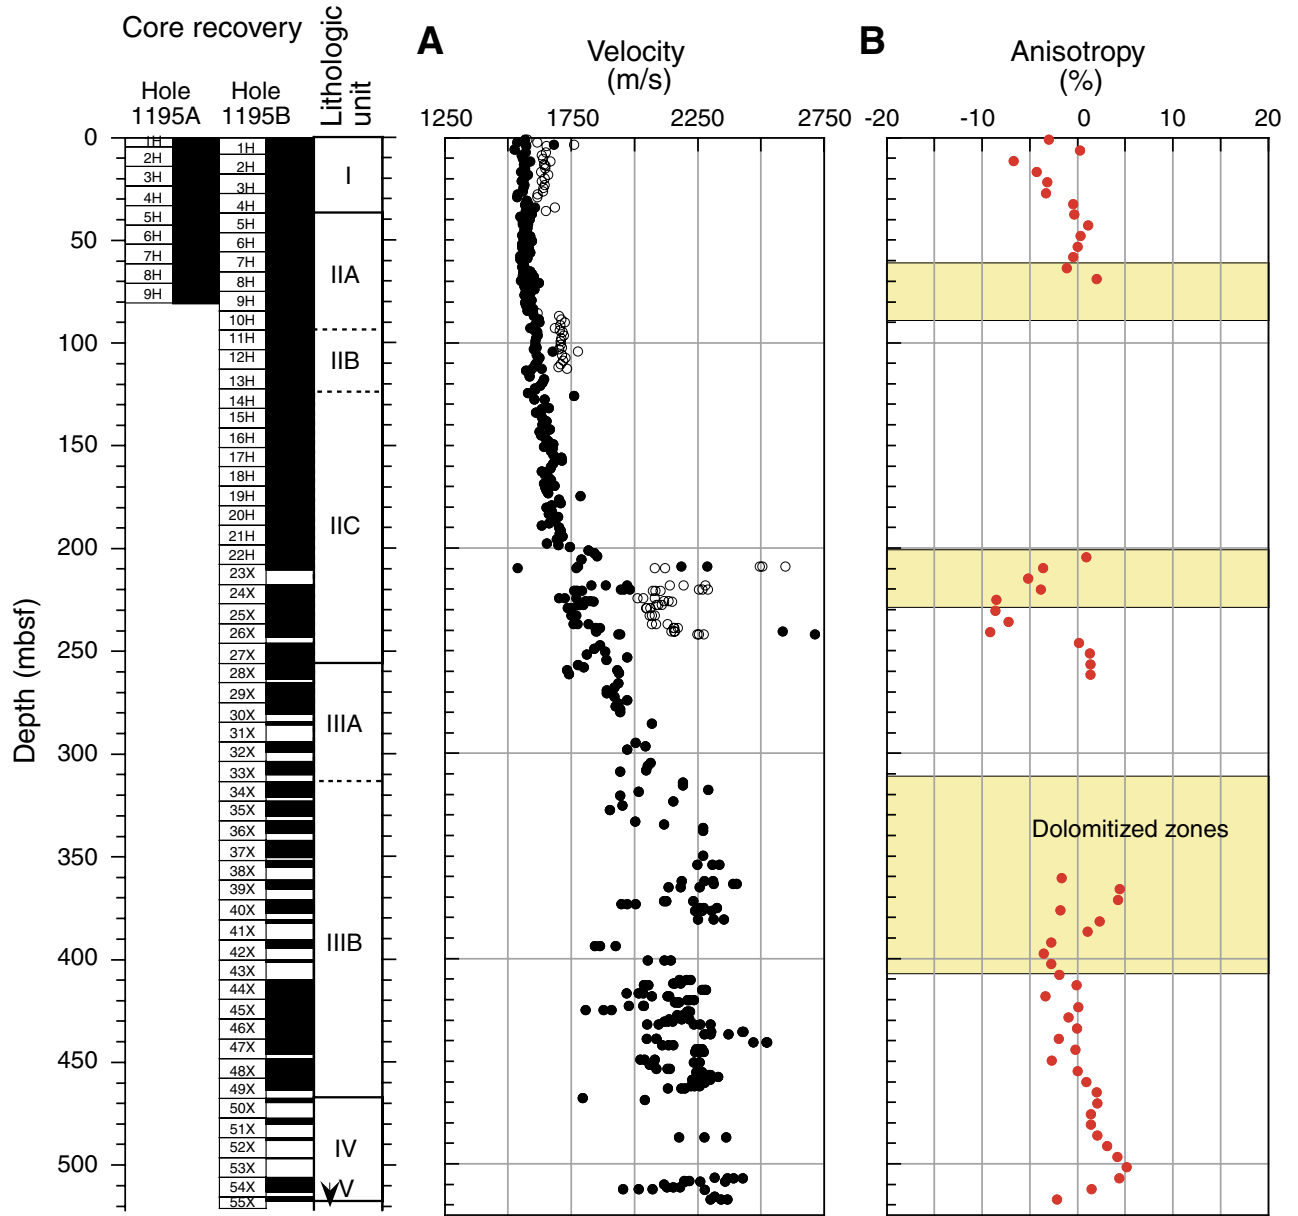 Core recovery
Lithologic unit
A
Velocity
(m/s)
B
Anisotropy
(%)
Hole
1195A
Hole
1195B
1250 1750 2250 2750
-20 -10 0 10 20
Depth (mbsf)
0
50
100
150
200
250
300
350
400
450
500
1H
2H
3H
4H
5H
6H
7H
8H
9H
1H
2H
3H
4H
5H
6H
7H
8H
9H
10H
11H
12H
13H
14H
15H
16H
17H
18H
19H
20H
21H
22H
23X
24X
25X
26X
27X
28X
29X
30X
31X
32X
33X
34X
35X
36X
37X
38X
39X
40X
41X
42X
43X
44X
45X
46X
47X
48X
49X
50X
51X
52X
53X
54X
55X
I
IIA
IIB
IIC
IIIA
IIIB
IV
V
Dolomitized zones